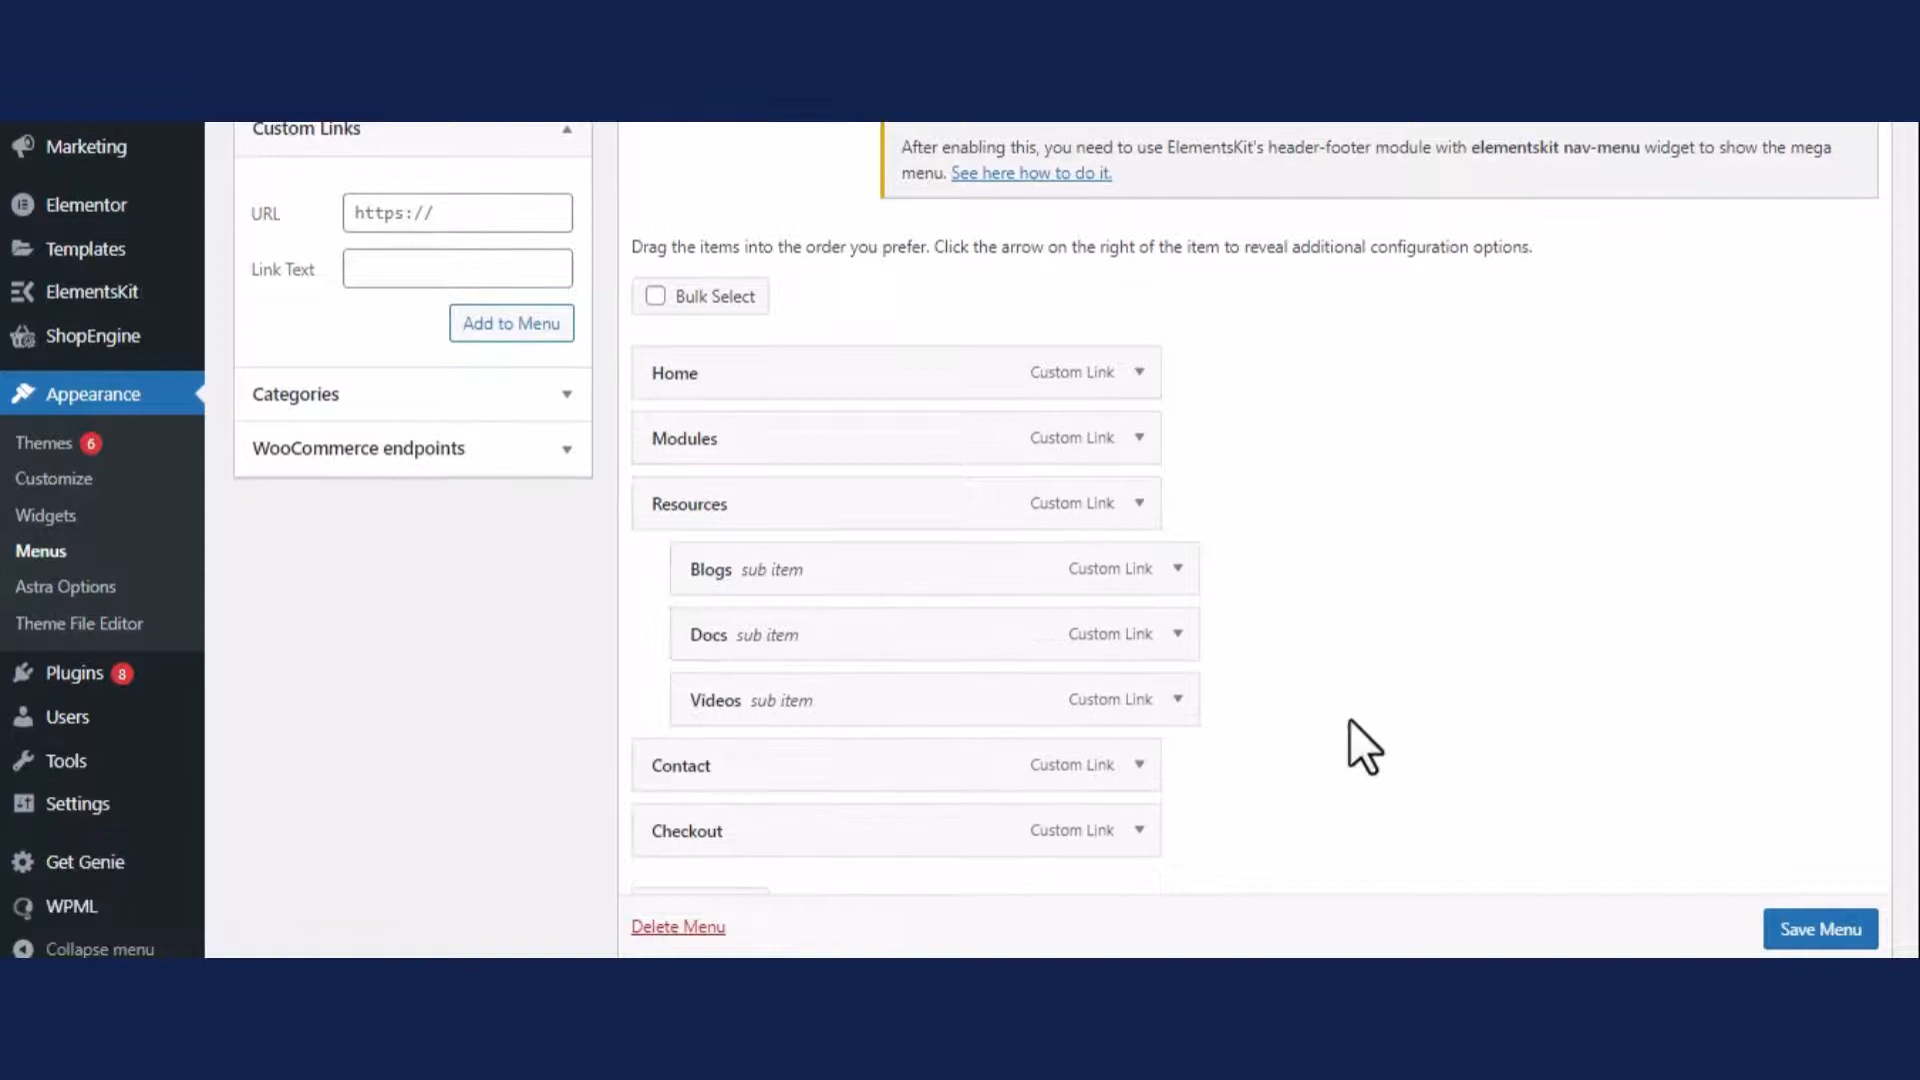 Marketing
Elementor
Templates
ElementsKit
ShopEngine
Appearance
Themes 6
Customize
Widgets
Menus
Astra Options
Theme File Editor
Plugins 8
Users
Tools
Settings
Get Genie
WPML
Collapse menu
Custom Links
URL https://
Link Text
Add to Menu
Categories
WooCommerce endpoints
After enabling this, you need to use ElementsKit's header-footer module with elementskit nav-menu widget to show the mega
menu. See here how to do it.
Drag the items into the order you prefer. Click the arrow on the right of the item to reveal additional configuration options.
Bulk Select
Home Custom Link
Modules Custom Link
Resources Custom Link
Blogs sub item Custom Link
Docs sub item Custom Link
Videos sub item Custom Link
Contact Custom Link
Checkout Custom Link
Delete Menu
Save Menu